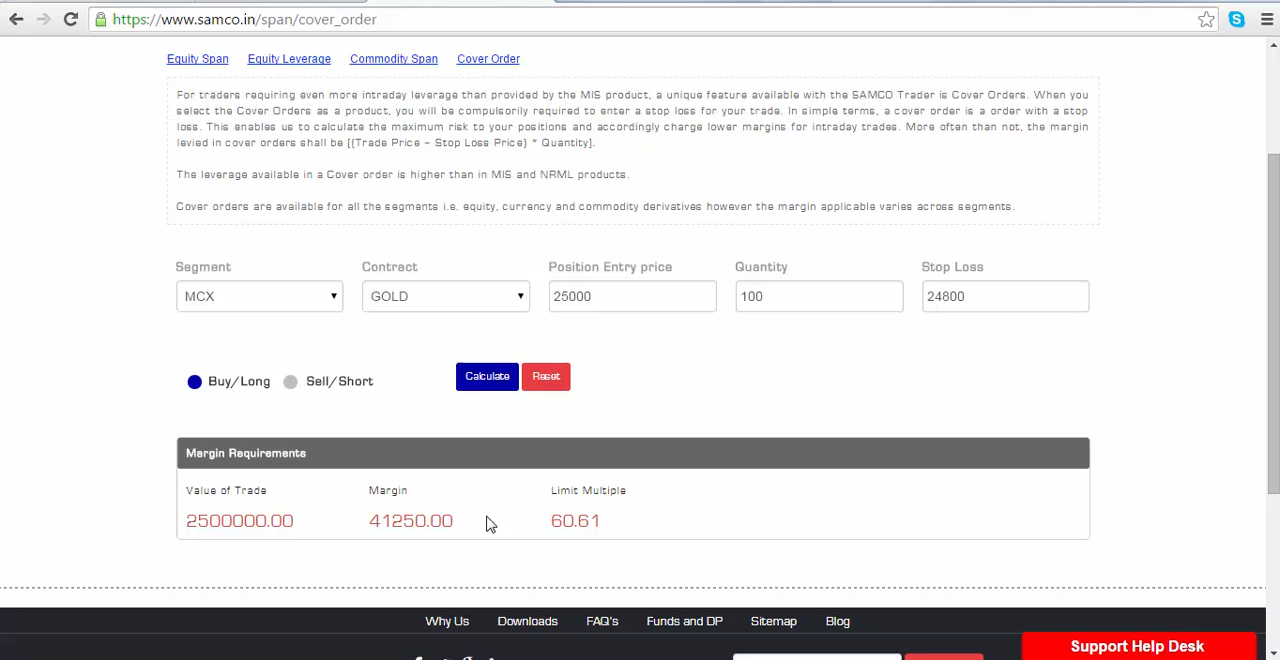 https://www.samco.in/span/cover_order
Equity Span Equity Leverage Commodity Span Cover Order
For traders requiring even more intraday leverage than provided by the MIS product, a unique feature available with the SAMCO Trader is Cover Orders. When you
select the Cover Orders as a product, you will be compulsorily required to enter a stop loss for your trade. In simple terms, a cover order is a order with a stop
loss. This enables us to calculate the maximum risk to your positions and accordingly charge lower margins for intraday trades. More often than not, the margin
levied in cover orders shall be [(Trade Price – Stop Loss Price) * Quantity].
The leverage available in a Cover order is higher than in MIS and NRML products.
Cover orders are available for all the segments i.e. equity, currency and commodity derivatives however the margin applicable varies across segments.
Segment Contract Position Entry price Quantity Stop Loss
MCX GOLD 25000 100 24800
Buy/Long Sell/Short Calculate Reset
Margin Requirements
Value of Trade Margin Limit Multiple
2500000.00 41250.00 60.61
Why Us Downloads FAQ's Funds and DP Sitemap Blog
Support Help Desk